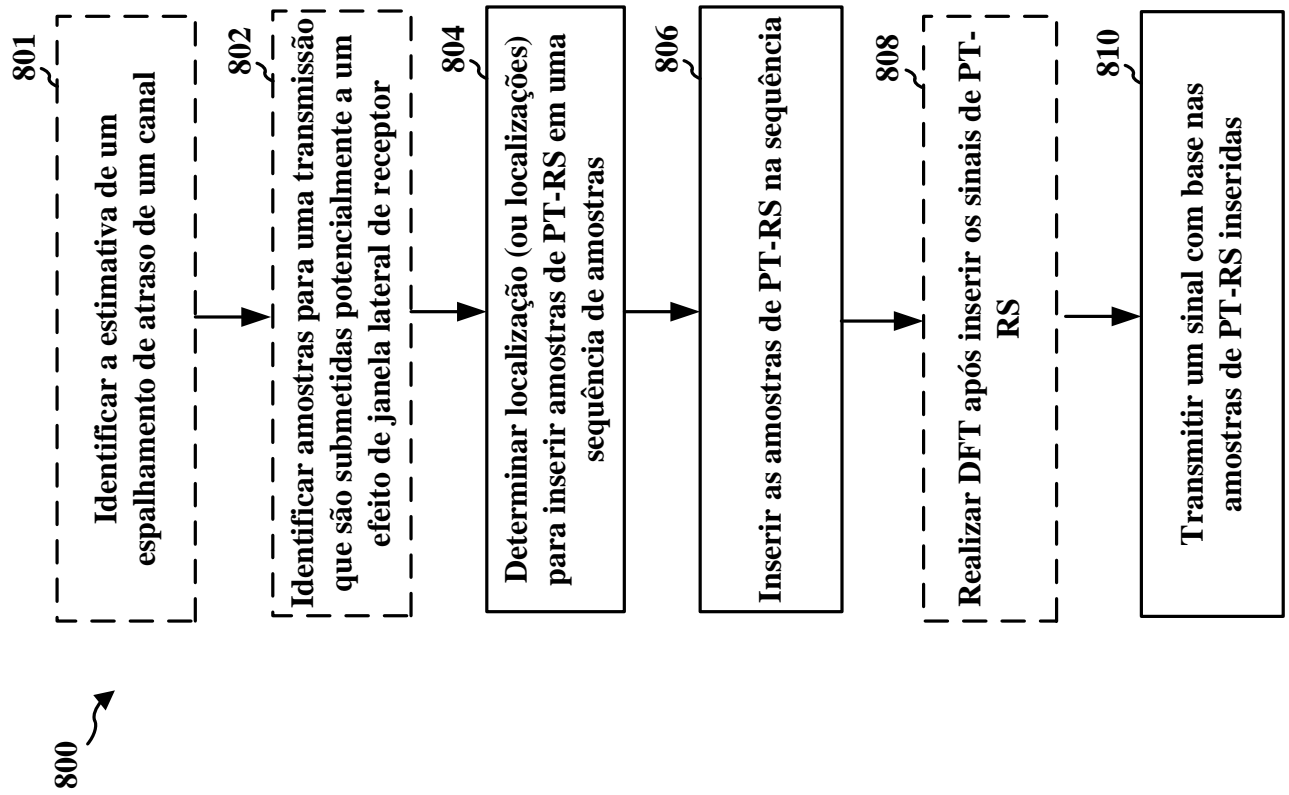 800
801
Identificar a estimativa de um
espalhamento de atraso de um canal
802
Identificar amostras para uma transmissão
que são submetidas potencialmente a um
efeito de janela lateral de receptor
804
Determinar localização (ou localizações)
para inserir amostras de PT-RS em uma
sequência de amostras
806
Inserir as amostras de PT-RS na sequência
808
Realizar DFT após inserir os sinais de PT-
RS
810
Transmitir um sinal com base nas
amostras de PT-RS inseridas